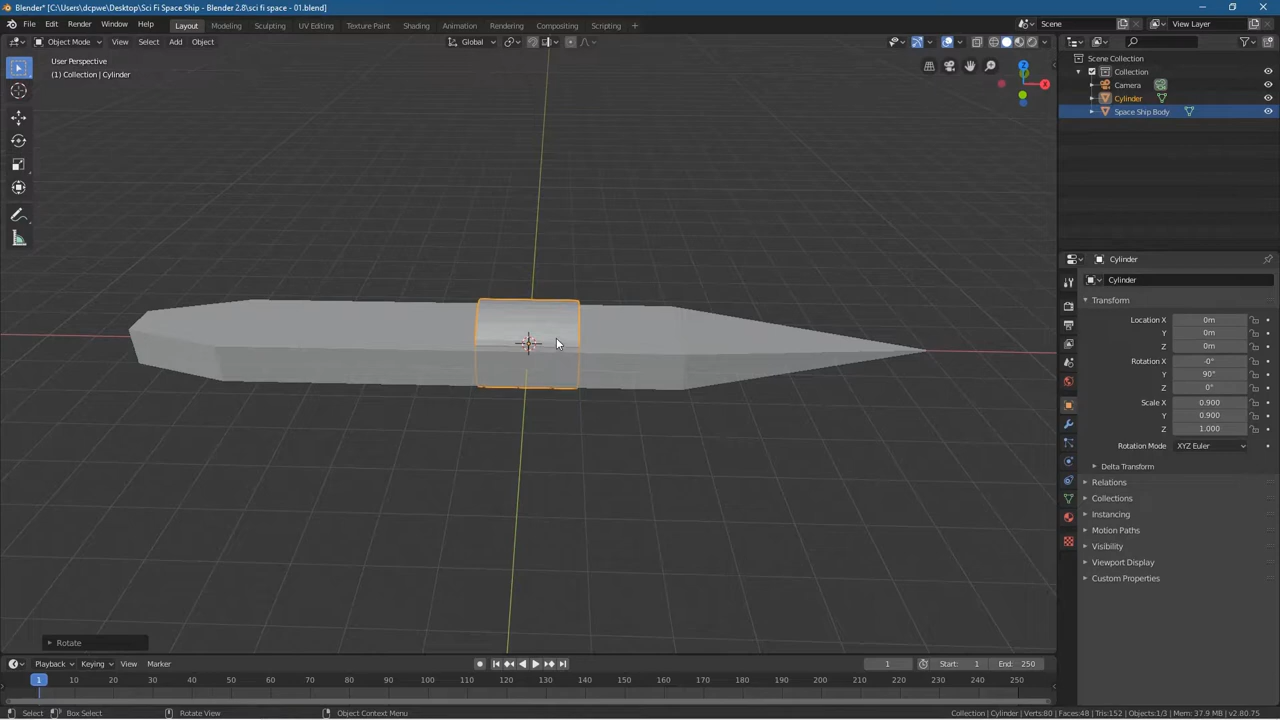 Blender* [C:\Users\dcpwe\Desktop\Sci Fi Space Ship - Blender 2.8\sci fi space - 01.blend]
File Edit Render Window Help Layout Modeling Sculpting UV Editing Texture Paint Shading Animation Rendering Compositing Scripting + Scene View Layer
Object Mode View Select Add Object Global
User Perspective
(1) Collection | Cylinder
Scene Collection
Collection
Camera
Cylinder
Space Ship Body
Z
X
Cylinder
Cylinder
Transform
Location X 0m
Y 0m
Z 0m
Rotation X -0°
Y 90°
Z 0°
Scale X 0.900
Y 0.900
Z 1.000
Rotation Mode XYZ Euler
Delta Transform
Relations
Collections
Instancing
Motion Paths
Visibility
Viewport Display
Custom Properties
Rotate
Playback Keying View Marker 1 Start: 1 End: 250
1 10 20 30 40 50 60 70 80 90 100 110 120 130 140 150 160 170 180 190 200 210 220 230 240 250
Select Box Select Rotate View Object Context Menu Collection | Cylinder | Verts:80 | Faces:48 | Tris:152 | Objects:1/3 | Mem: 37.9 MB | v2.80.75